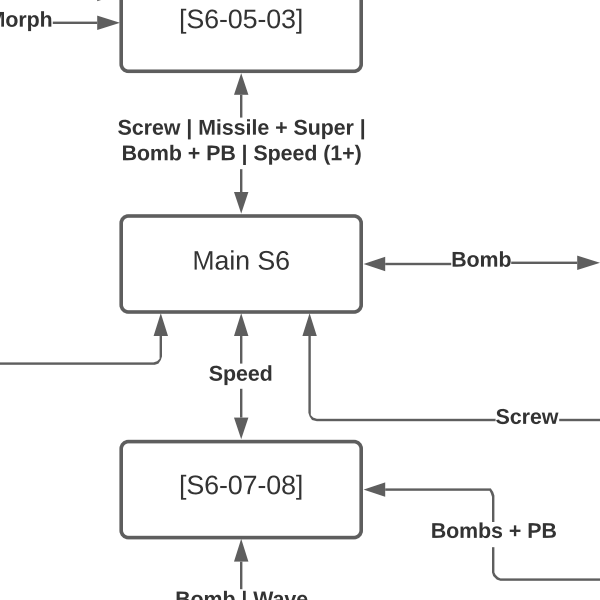 Morph
[S6-05-03]
Screw | Missile + Super |
Bomb + PB | Speed (1+)
Main S6
Bomb
Speed
Screw
[S6-07-08]
Bombs + PB
Bomb | Wave